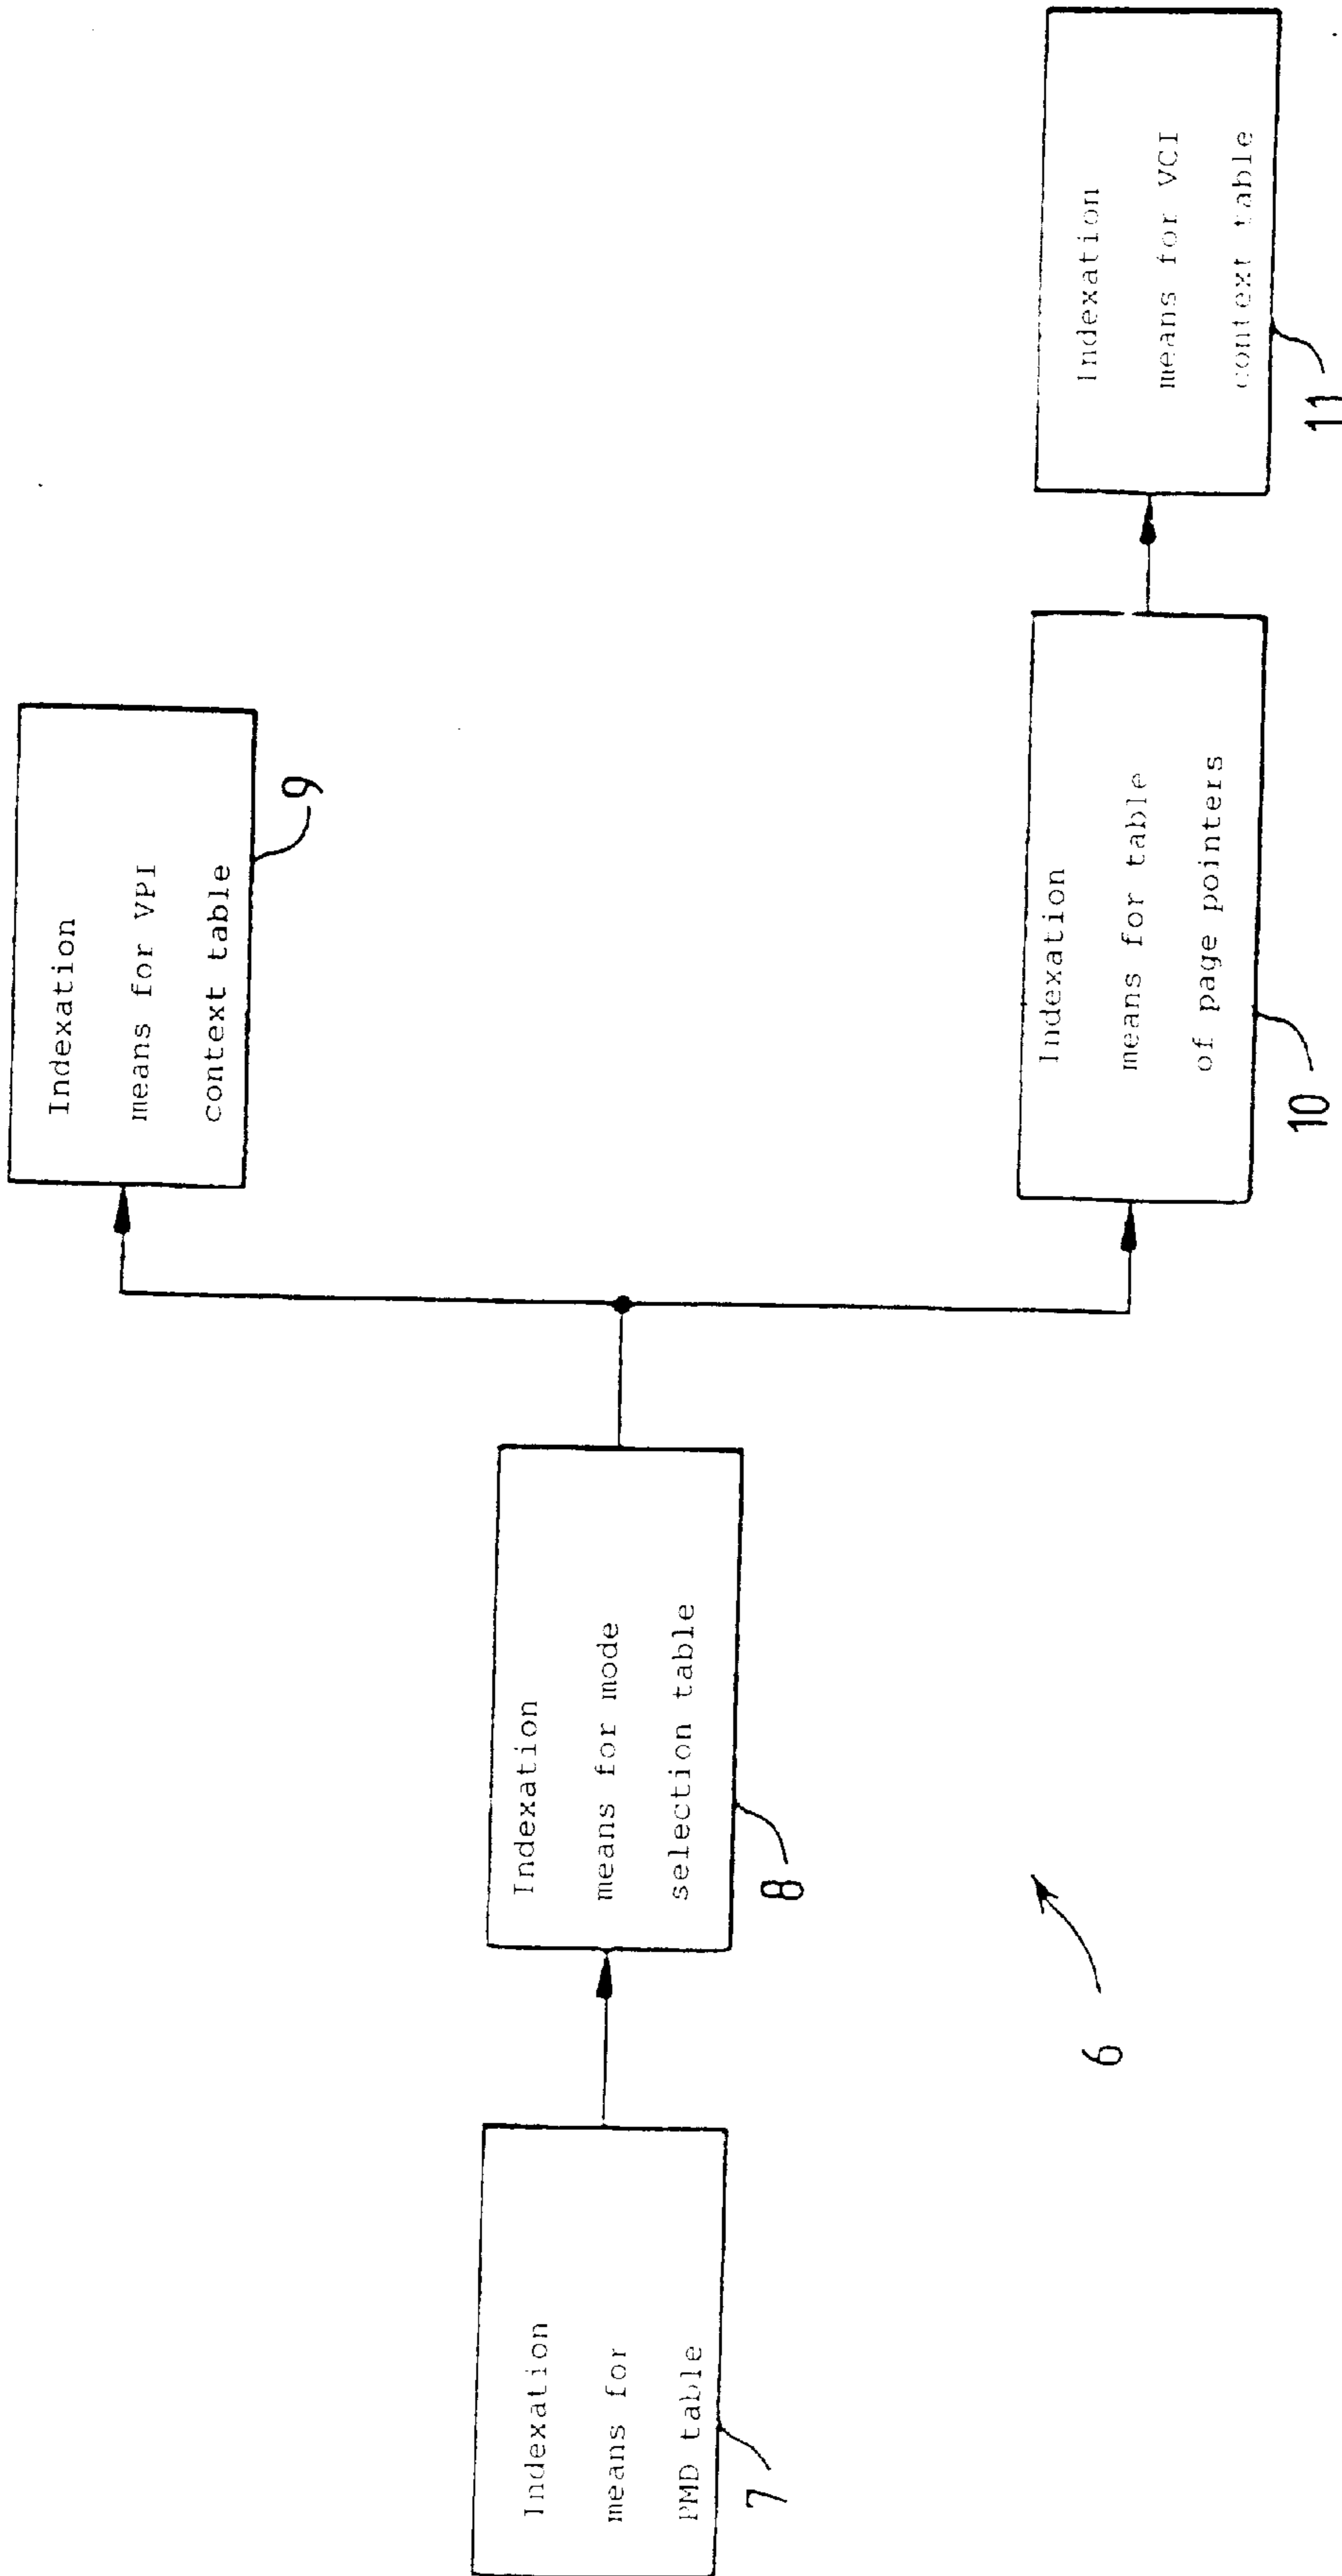 Indexation
means for
PMD table
7
Indexation
means for mode
selection table
8
Indexation
means for VPI
context table
9
Indexation
means for table
of page pointers
10
Indexation
means for VCI
context table
11
6